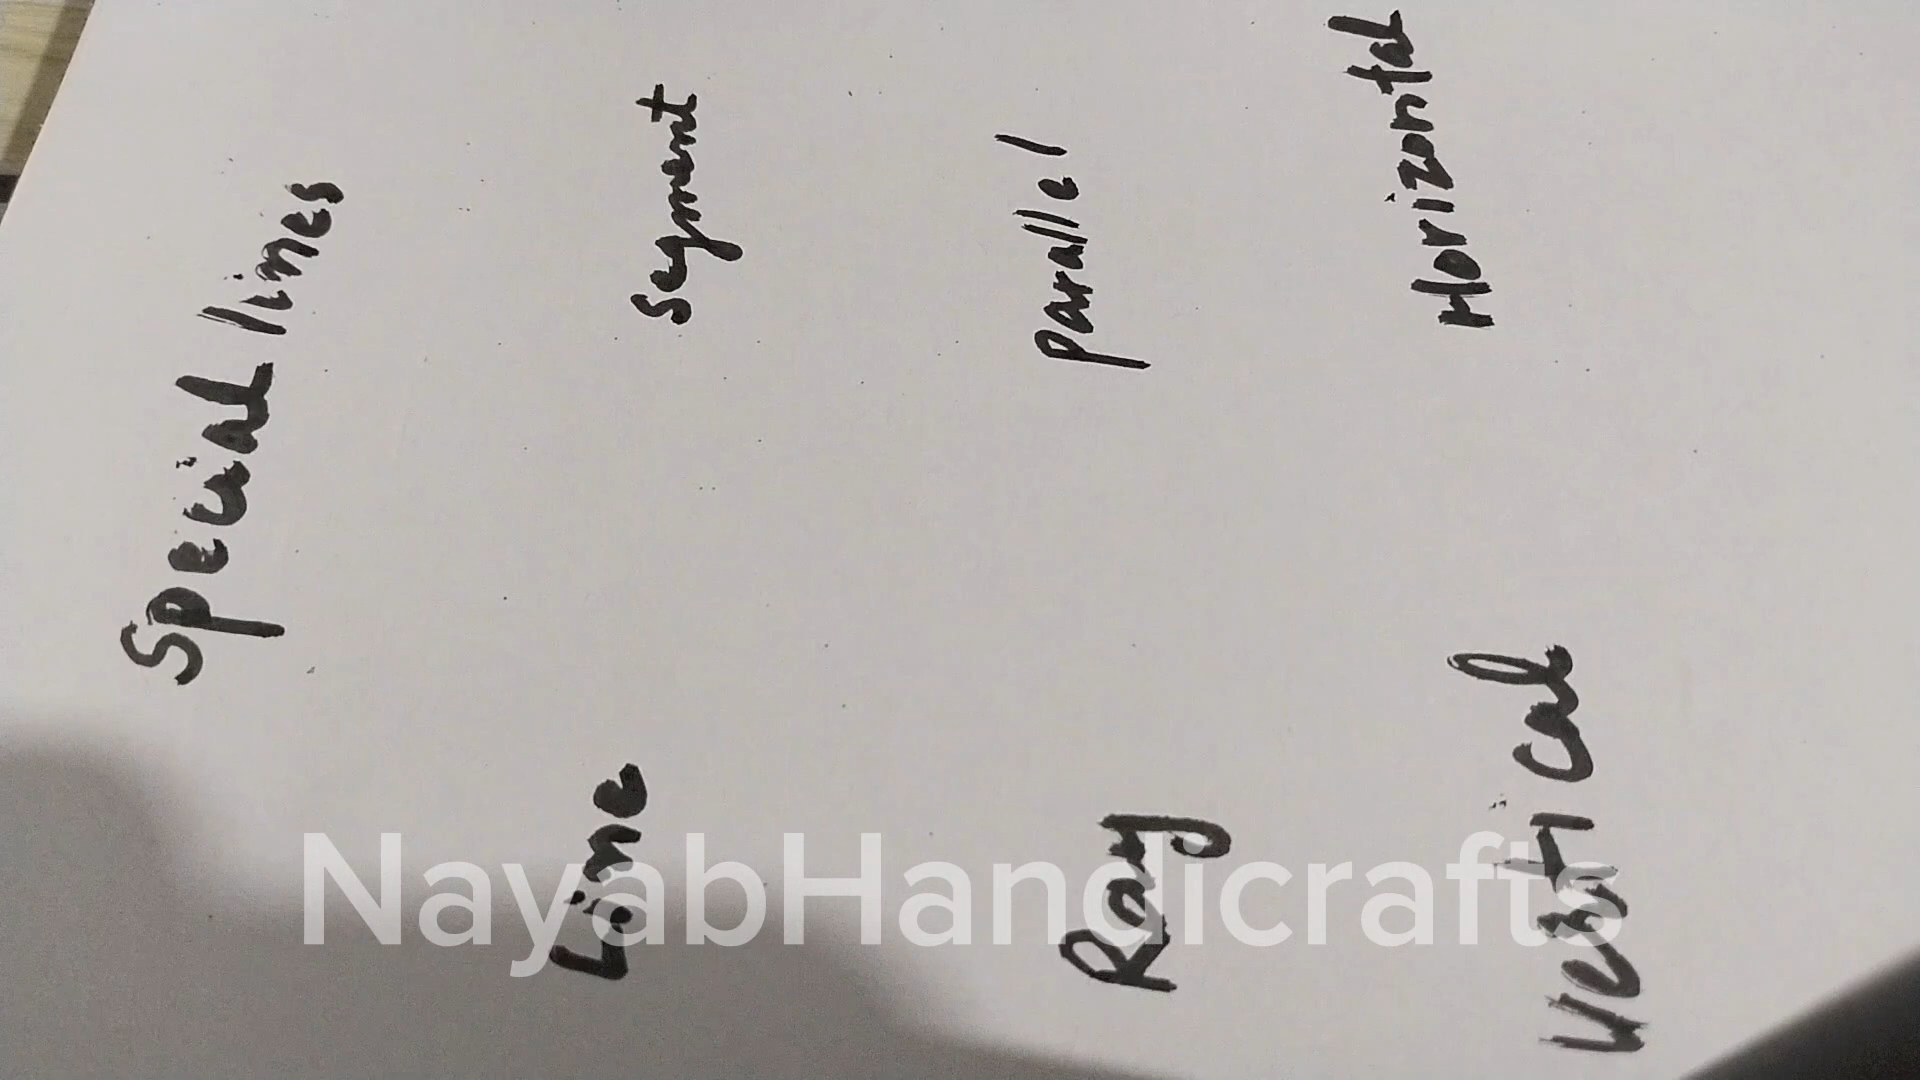 Special lines
Line Segment
Ray Parallel
Vertical Horizontal
NayabHandicrafts